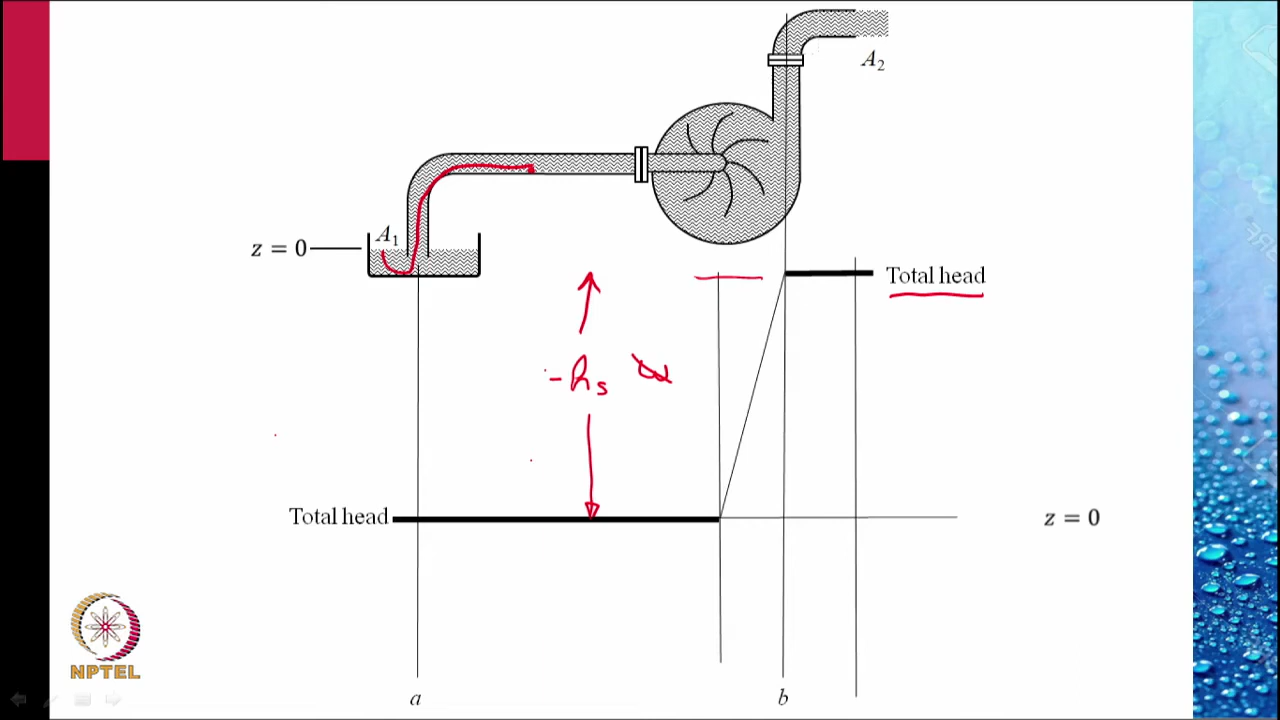 A₂
A₁
z = 0
Total head
-hₛ
Total head
z = 0
NPTEL
a
b